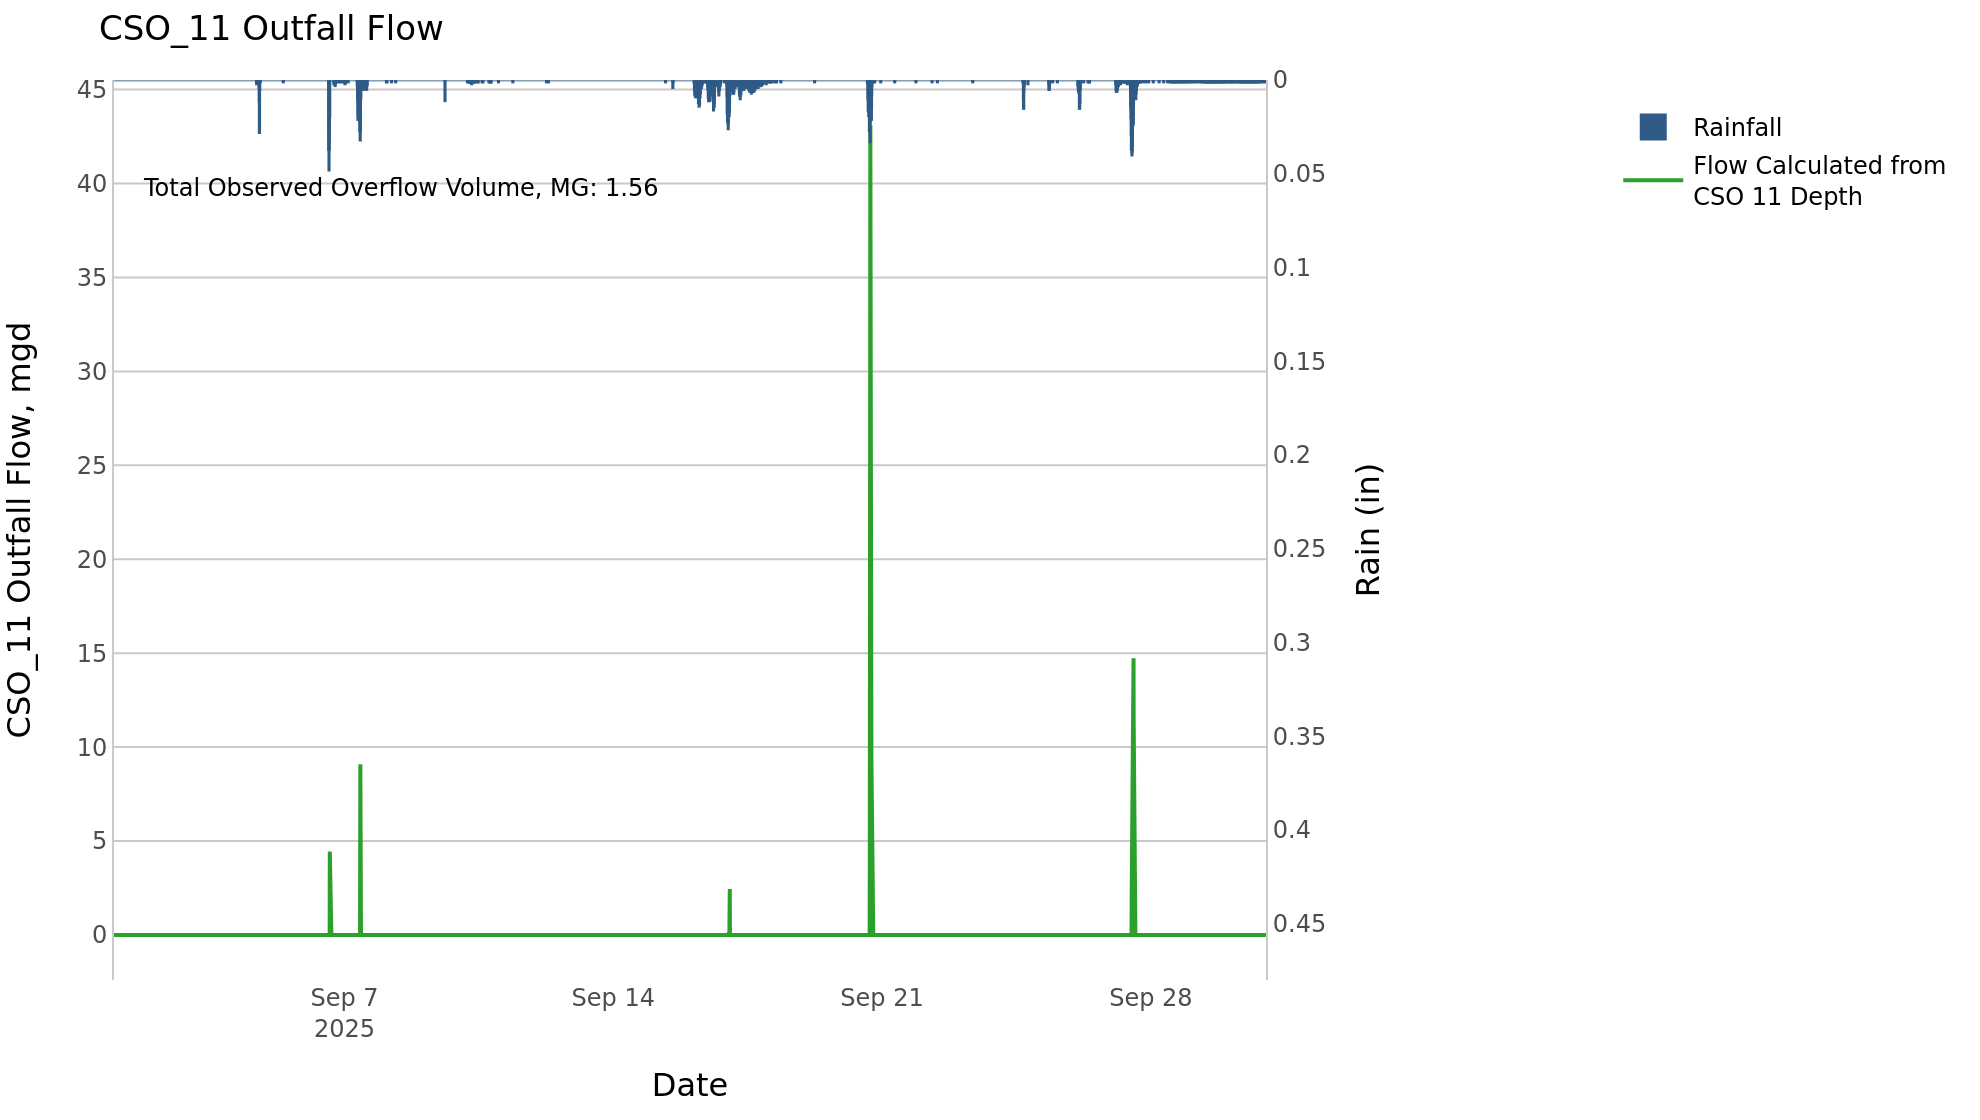 CSO_11 Outfall Flow
Total Observed Overflow Volume, MG: 1.56
CSO_11 Outfall Flow, mgd
45
40
35
30
25
20
15
10
5
0
0
0.05
0.1
0.15
0.2
0.25
0.3
0.35
0.4
0.45
Rain (in)
Sep 7
2025
Sep 14
Sep 21
Sep 28
Date
Rainfall
Flow Calculated from
CSO 11 Depth